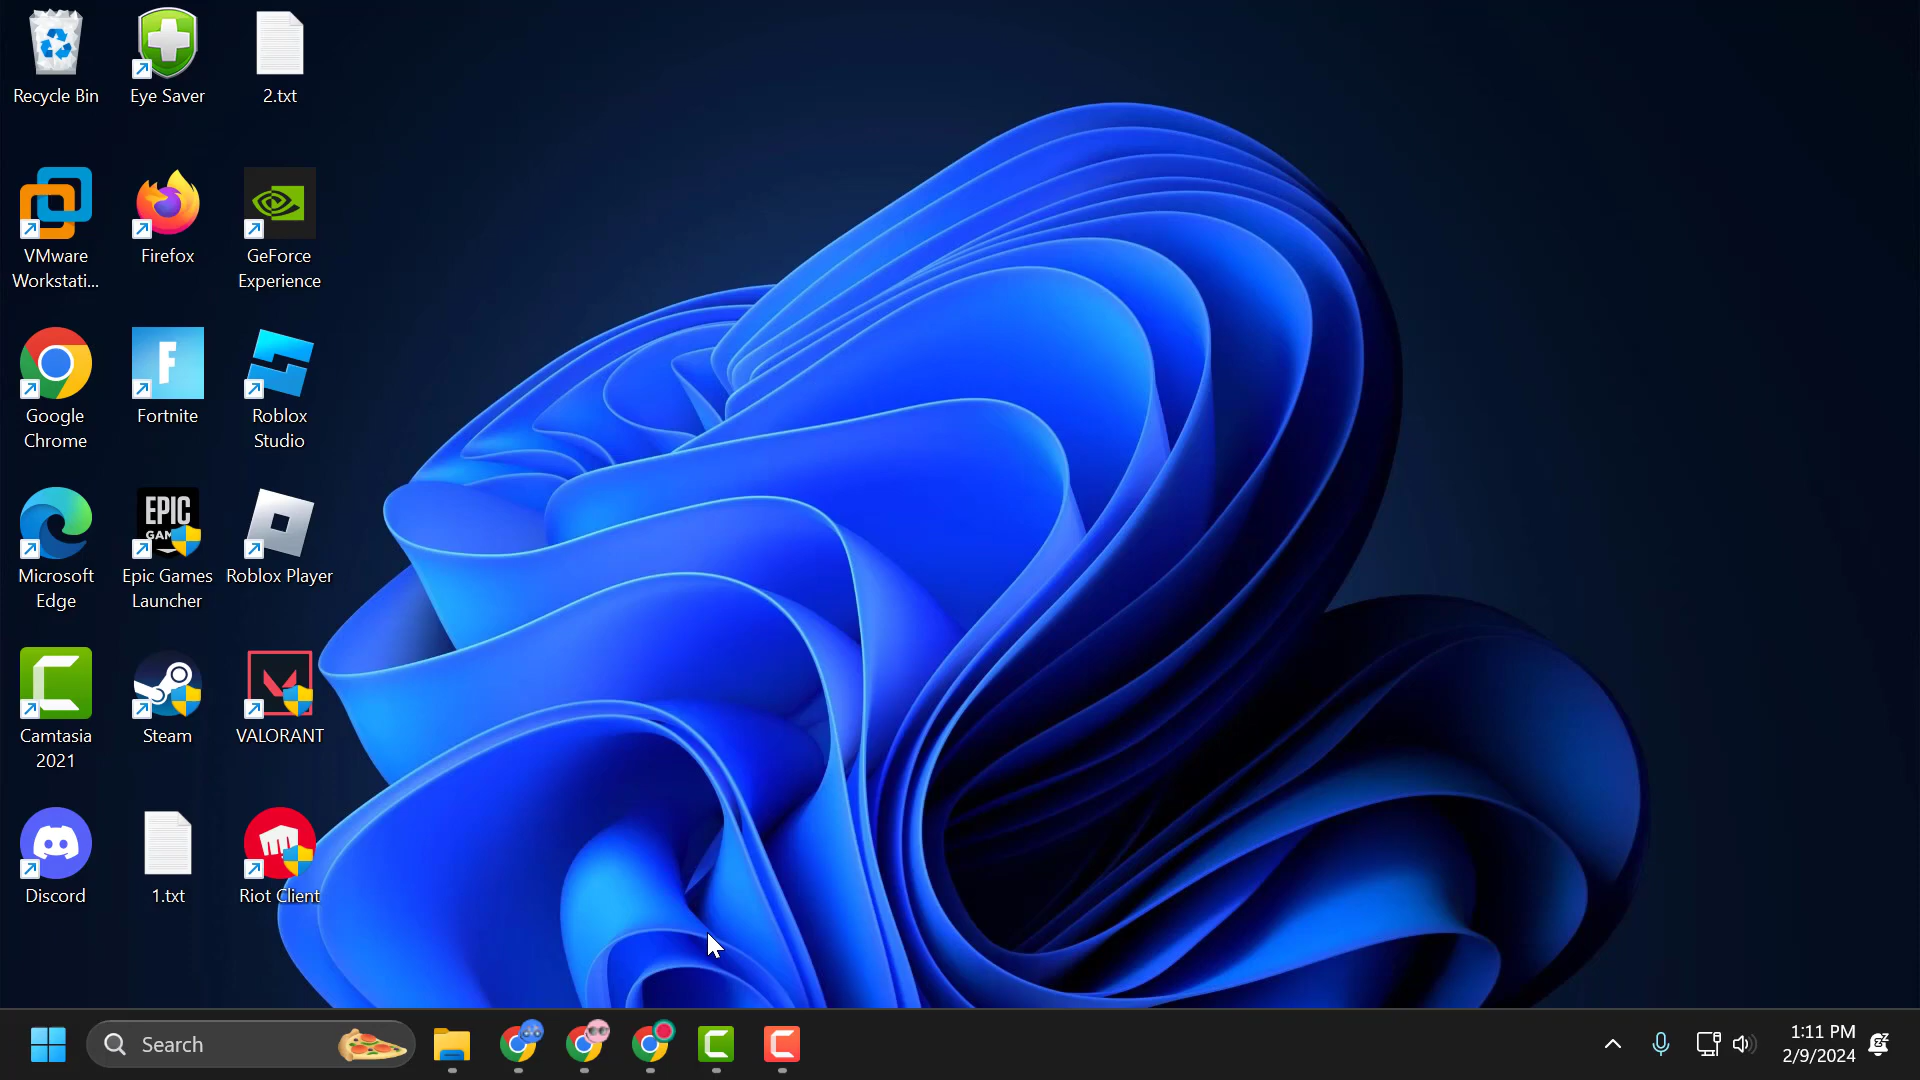 Recycle Bin
Eye Saver
2.txt
VMware
Workstati...
Firefox
GeForce
Experience
Google
Chrome
F
Fortnite
Roblox
Studio
Microsoft
Edge
EPIC
GAM
Epic Games
Launcher
Roblox Player
Camtasia
2021
Steam
VALORANT
Discord
1.txt
Riot Client
Search
1:11 PM
2/9/2024